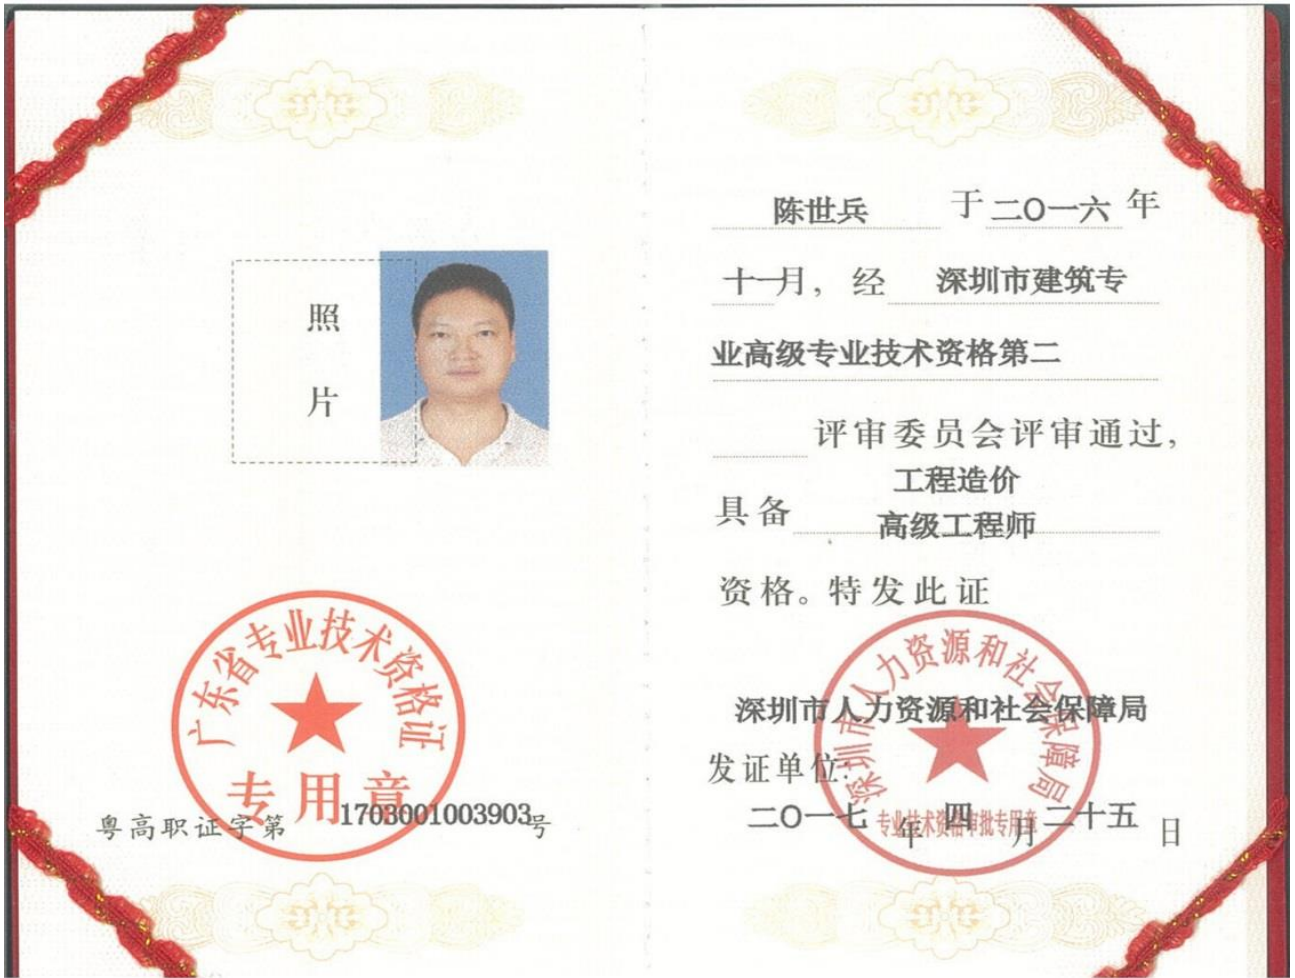 照
片
广东省专业技术资格证
专用章
粤高职证字第 1703001003903号
陈世兵 于二〇一六年
十一月，经 深圳市建筑专
业高级专业技术资格第二
评审委员会评审通过，
工程造价
具备
高级工程师
资格。特发此证
深圳市人力资源和社会保障局
深圳市人力资源和社会保障局
发证单位：
专业技术资格审批专用章
二〇一七年四月二十五日